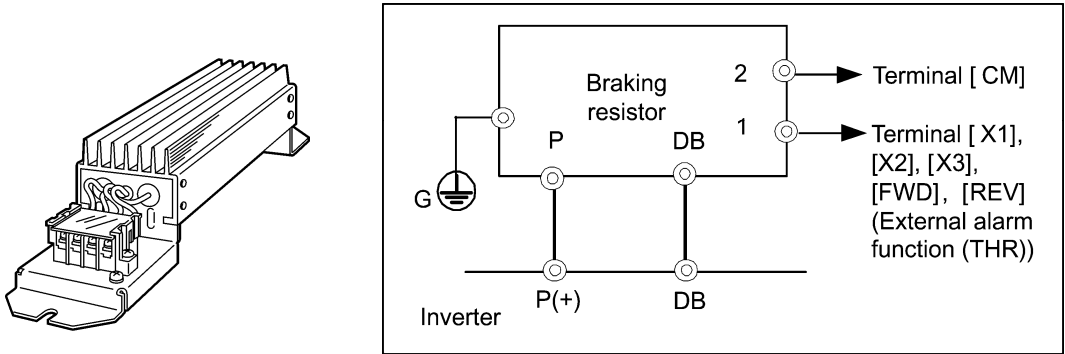 Braking
resistor
2
Terminal [ CM]
1
Terminal [ X1],
[X2], [X3],
[FWD], [REV]
(External alarm
function (THR))
P
DB
G
P(+)
DB
Inverter